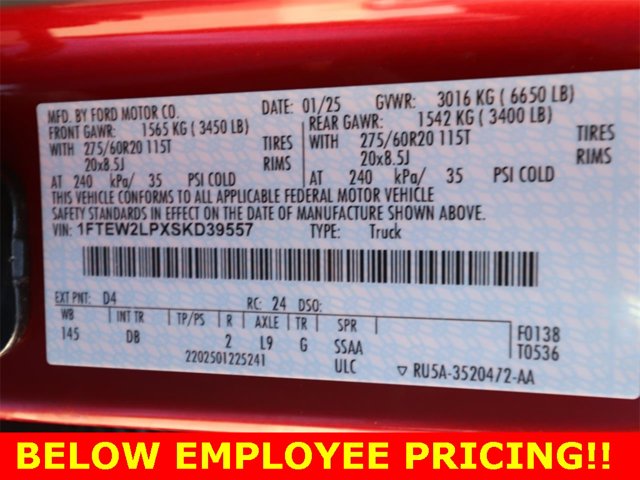 MFD. BY FORD MOTOR CO. DATE: 01/25 GVWR: 3016 KG ( 6650 LB)
FRONT GAWR: 1565 KG ( 3450 LB) REAR GAWR: 1542 KG ( 3400 LB)
WITH 275/60R20 115T TIRES WITH 275/60R20 115T TIRES
20x8.5J RIMS 20x8.5J RIMS
AT 240 kPa/ 35 PSI COLD AT 240 kPa/ 35 PSI COLD
THIS VEHICLE CONFORMS TO ALL APPLICABLE FEDERAL MOTOR VEHICLE
SAFETY STANDARDS IN EFFECT ON THE DATE OF MANUFACTURE SHOWN ABOVE.
VIN: 1FTEW2LPXSKD39557 TYPE: Truck
EXT PNT: D4 RC: 24 DSO:
WB INT TR TP/PS R AXLE TR SPR F0138
145 DB 2 L9 G SSAA T0536
2202501225241 ULC ▽ RU5A-3520472-AA
BELOW EMPLOYEE PRICING!!